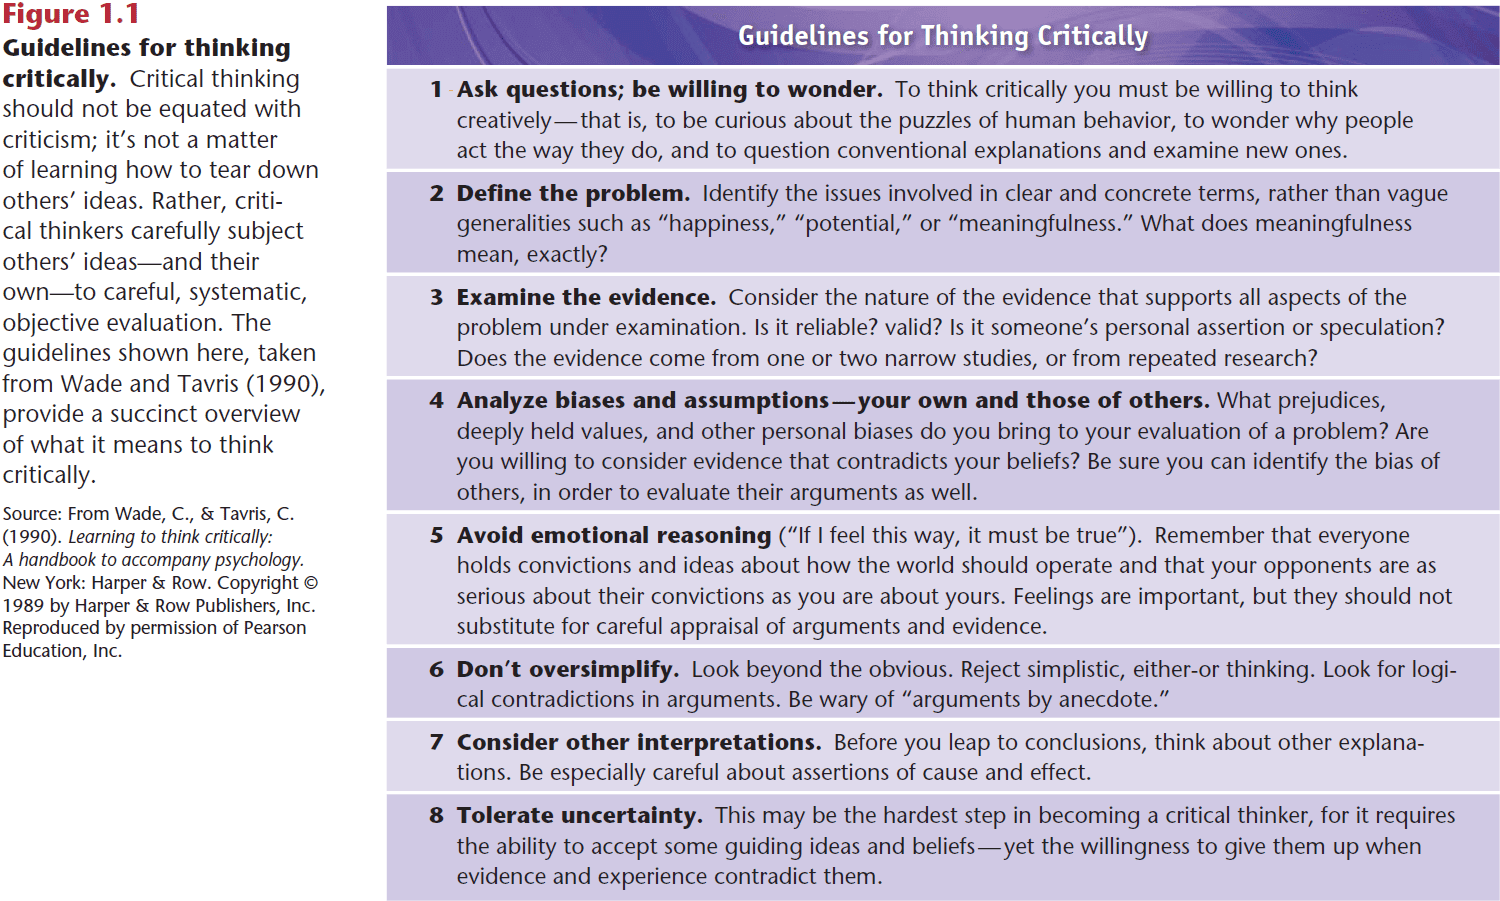 Figure 1.1
Guidelines for thinking
critically. Critical thinking
should not be equated with
criticism; it's not a matter
of learning how to tear down
others' ideas. Rather, criti-
cal thinkers carefully subject
others' ideas—and their
own—to careful, systematic,
objective evaluation. The
guidelines shown here, taken
from Wade and Tavris (1990),
provide a succinct overview
of what it means to think
critically.
Source: From Wade, C., & Tavris, C.
(1990). Learning to think critically:
A handbook to accompany psychology.
New York: Harper & Row. Copyright ©
1989 by Harper & Row Publishers, Inc.
Reproduced by permission of Pearson
Education, Inc.
Guidelines for Thinking Critically
1 Ask questions; be willing to wonder. To think critically you must be willing to think
creatively—that is, to be curious about the puzzles of human behavior, to wonder why people
act the way they do, and to question conventional explanations and examine new ones.
2 Define the problem. Identify the issues involved in clear and concrete terms, rather than vague
generalities such as “happiness,” “potential,” or “meaningfulness.” What does meaningfulness
mean, exactly?
3 Examine the evidence. Consider the nature of the evidence that supports all aspects of the
problem under examination. Is it reliable? valid? Is it someone's personal assertion or speculation?
Does the evidence come from one or two narrow studies, or from repeated research?
4 Analyze biases and assumptions—your own and those of others. What prejudices,
deeply held values, and other personal biases do you bring to your evaluation of a problem? Are
you willing to consider evidence that contradicts your beliefs? Be sure you can identify the bias of
others, in order to evaluate their arguments as well.
5 Avoid emotional reasoning (“If I feel this way, it must be true”). Remember that everyone
holds convictions and ideas about how the world should operate and that your opponents are as
serious about their convictions as you are about yours. Feelings are important, but they should not
substitute for careful appraisal of arguments and evidence.
6 Don't oversimplify. Look beyond the obvious. Reject simplistic, either-or thinking. Look for logi-
cal contradictions in arguments. Be wary of “arguments by anecdote.”
7 Consider other interpretations. Before you leap to conclusions, think about other explana-
tions. Be especially careful about assertions of cause and effect.
8 Tolerate uncertainty. This may be the hardest step in becoming a critical thinker, for it requires
the ability to accept some guiding ideas and beliefs—yet the willingness to give them up when
evidence and experience contradict them.